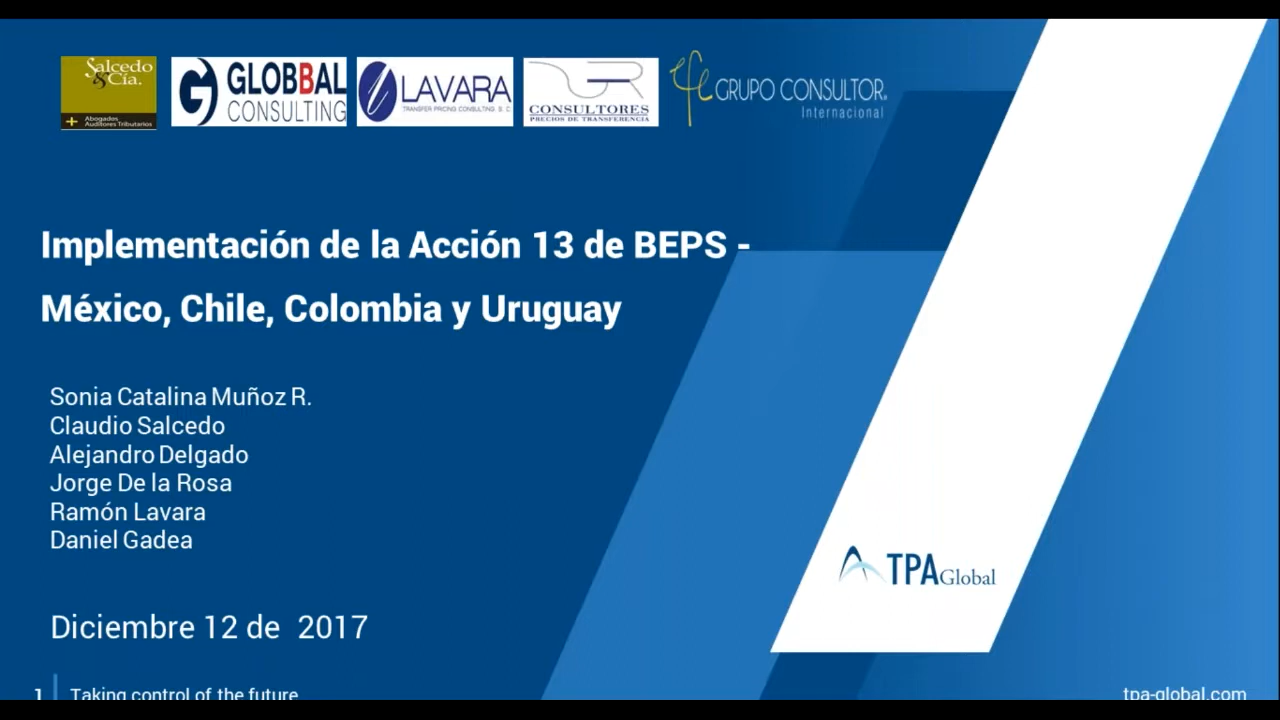 Salcedo
& Cía.
+ Abogados
Auditores Tributarios
GLOBBAL
CONSULTING
LAVARA
TRANSFER PRICING CONSULTING, S. C.
CONSULTORES
PRECIOS DE TRANSFERENCIA
efe GRUPO CONSULTOR
Internacional
Implementación de la Acción 13 de BEPS -
México, Chile, Colombia y Uruguay
Sonia Catalina Muñoz R.
Claudio Salcedo
Alejandro Delgado
Jorge De la Rosa
Ramón Lavara
Daniel Gadea
TPA Global
Diciembre 12 de 2017
1 Taking control of the future
tpa-global.com